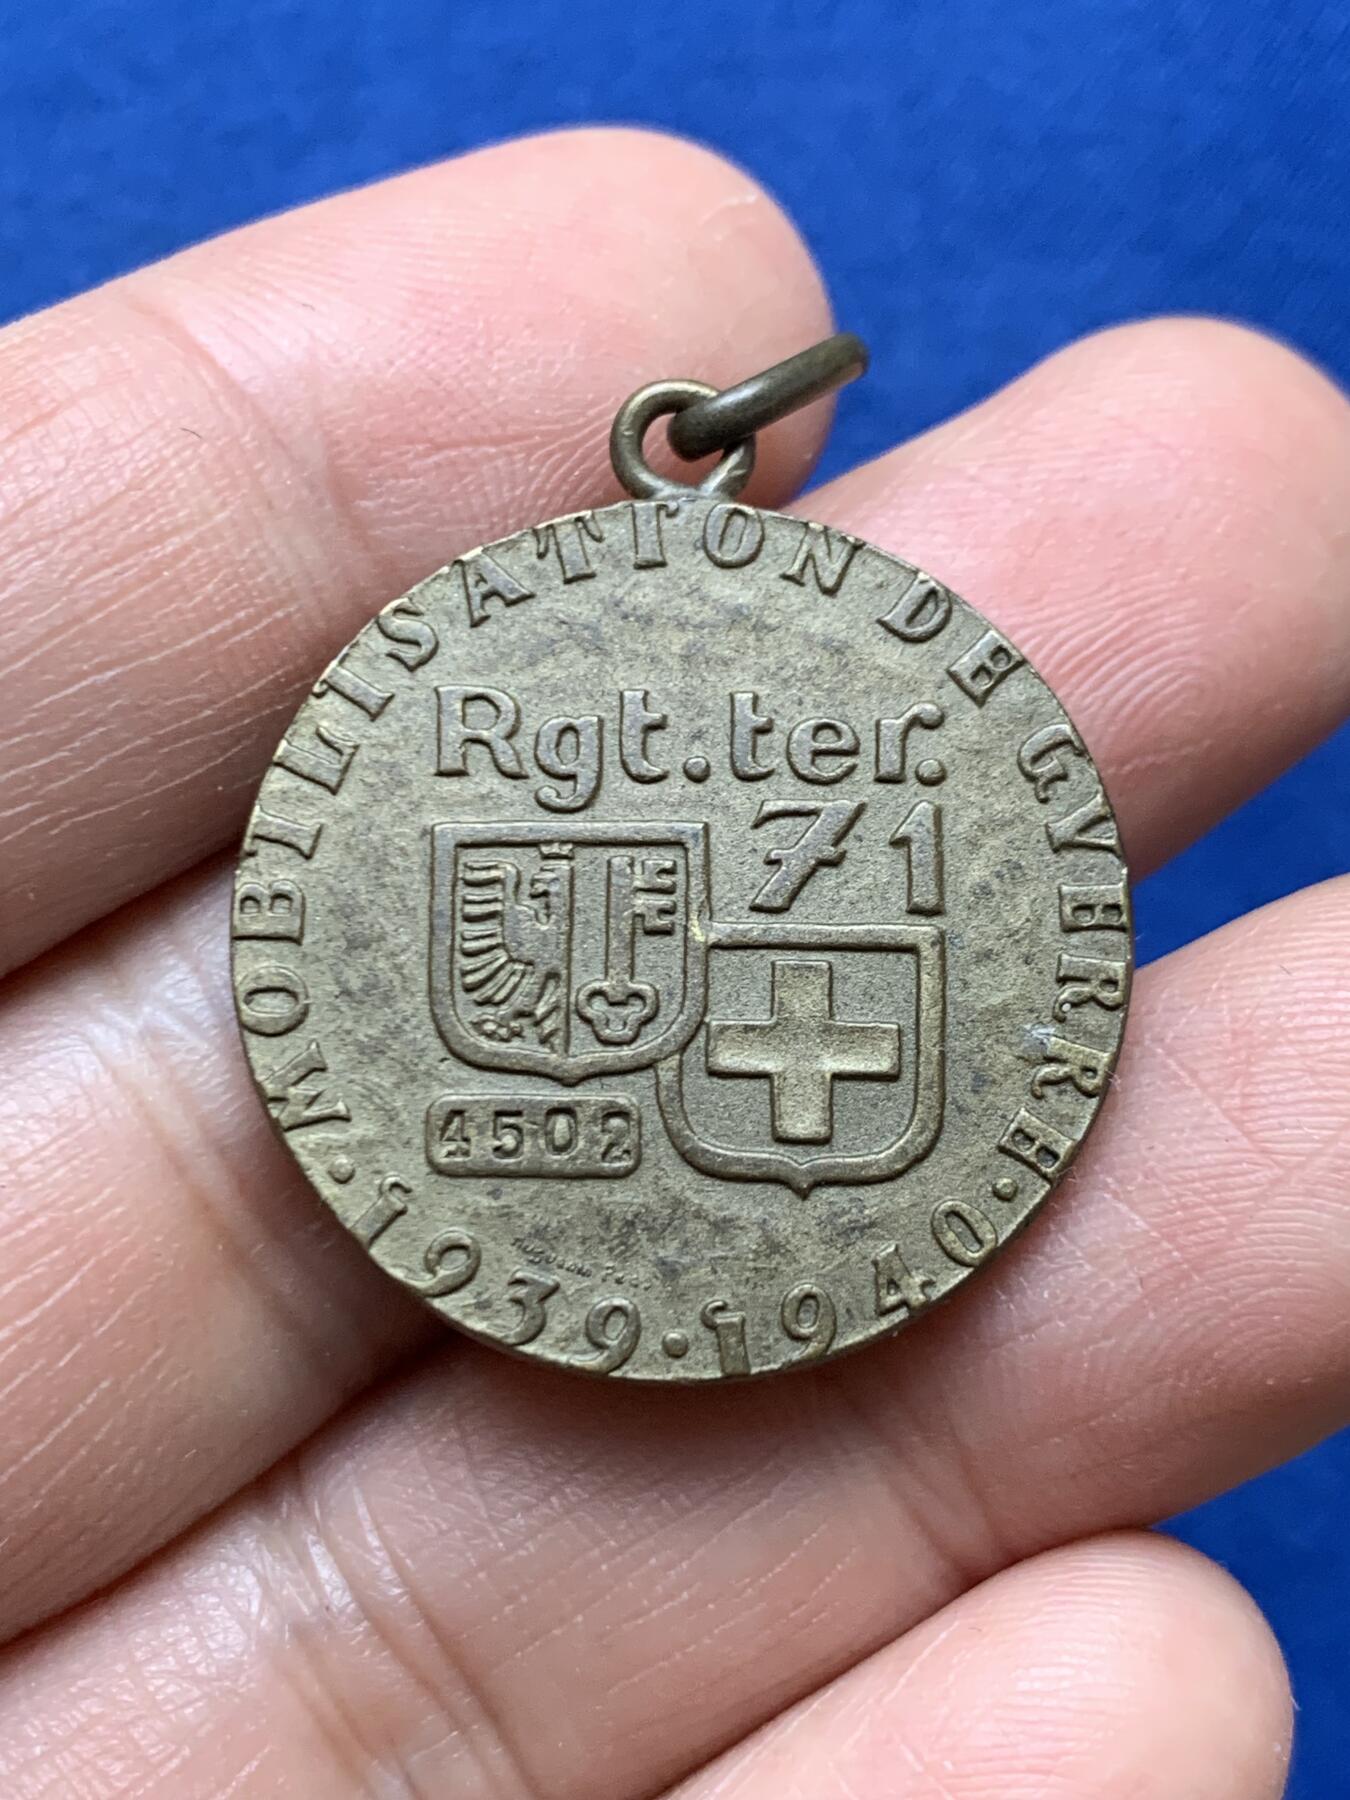 MOBILISATION DE GVERRE
Rgt.ter.
71
4502
·1939·1940·